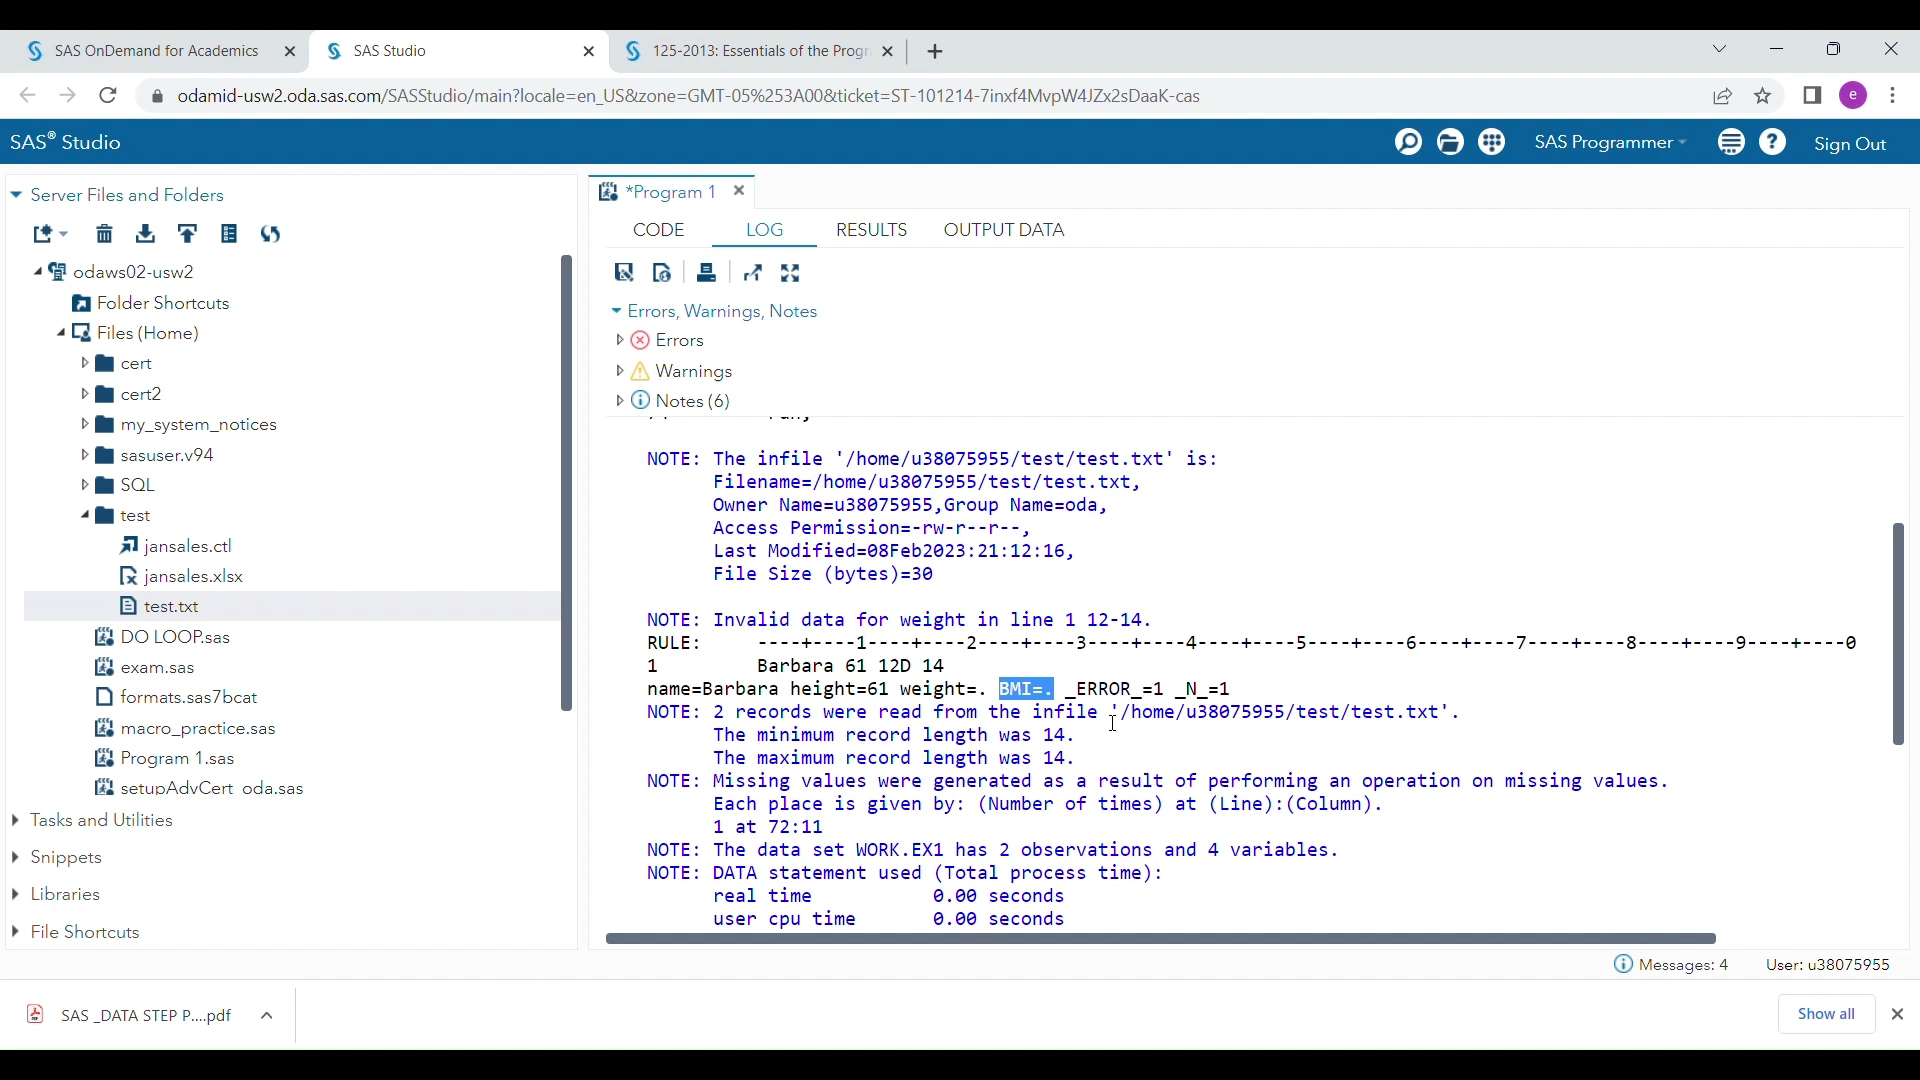 SAS OnDemand for Academics
SAS Studio
125-2013: Essentials of the Progr
odamid-usw2.oda.sas.com/SASStudio/main?locale=en_US&zone=GMT-05%253A00&ticket=ST-101214-7inxf4MvpW4JZx2sDaaK-cas
e
SAS® Studio
SAS Programmer
Sign Out
Server Files and Folders
odaws02-usw2
Folder Shortcuts
Files (Home)
cert
cert2
my_system_notices
sasuser.v94
SQL
test
jansales.ctl
jansales.xlsx
test.txt
DO LOOP.sas
exam.sas
formats.sas7bcat
macro_practice.sas
Program 1.sas
setupAdvCert_oda.sas
Tasks and Utilities
Snippets
Libraries
File Shortcuts
*Program 1
CODE LOG RESULTS OUTPUT DATA
Errors, Warnings, Notes
Errors
Warnings
Notes (6)
NOTE: The infile '/home/u38075955/test/test.txt' is:
Filename=/home/u38075955/test/test.txt,
Owner Name=u38075955,Group Name=oda,
Access Permission=-rw-r--r--,
Last Modified=08Feb2023:21:12:16,
File Size (bytes)=30
NOTE: Invalid data for weight in line 1 12-14.
RULE: ----+----1----+----2----+----3----+----4----+----5----+----6----+----7----+----8----+----9----+----0
1 Barbara 61 12D 14
name=Barbara height=61 weight=. BMI=. _ERROR_=1 _N_=1
NOTE: 2 records were read from the infile '/home/u38075955/test/test.txt'.
The minimum record length was 14.
The maximum record length was 14.
NOTE: Missing values were generated as a result of performing an operation on missing values.
Each place is given by: (Number of times) at (Line):(Column).
1 at 72:11
NOTE: The data set WORK.EX1 has 2 observations and 4 variables.
NOTE: DATA statement used (Total process time):
real time 0.00 seconds
user cpu time 0.00 seconds
Messages: 4
User: u38075955
SAS _DATA STEP P....pdf
Show all